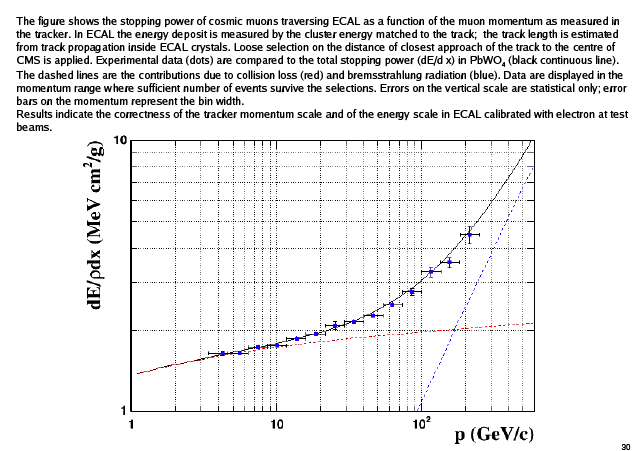 The figure shows the stopping power of cosmic muons traversing ECAL as a function of the muon momentum as measured in
the tracker. In ECAL the energy deposit is measured by the cluster energy matched to the track; the track length is estimated
from track propagation inside ECAL crystals. Loose selection on the distance of closest approach of the track to the centre of
CMS is applied. Experimental data (dots) are compared to the total stopping power (dE/d x) in PbWO₄ (black continuous line).
The dashed lines are the contributions due to collision loss (red) and bremsstrahlung radiation (blue). Data are displayed in the
momentum range where sufficient number of events survive the selections. Errors on the vertical scale are statistical only; error
bars on the momentum represent the bin width.
Results indicate the correctness of the tracker momentum scale and of the energy scale in ECAL calibrated with electron at test
beams.
dE/ρdx (MeV cm²/g)
10
1
1
10
10²
p (GeV/c)
30